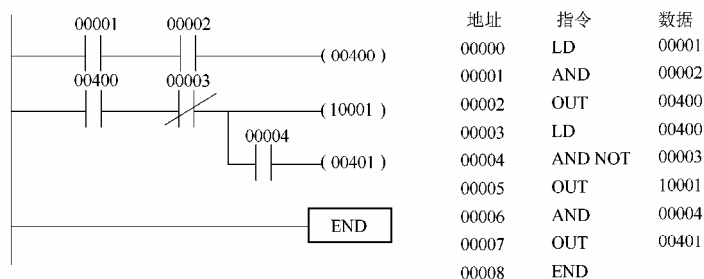 00001 00002
( 00400 )
00400 00003
( 10001 )
00004
( 00401 )
END
地址 指令 数据
00000 LD 00001
00001 AND 00002
00002 OUT 00400
00003 LD 00400
00004 AND NOT 00003
00005 OUT 10001
00006 AND 00004
00007 OUT 00401
00008 END